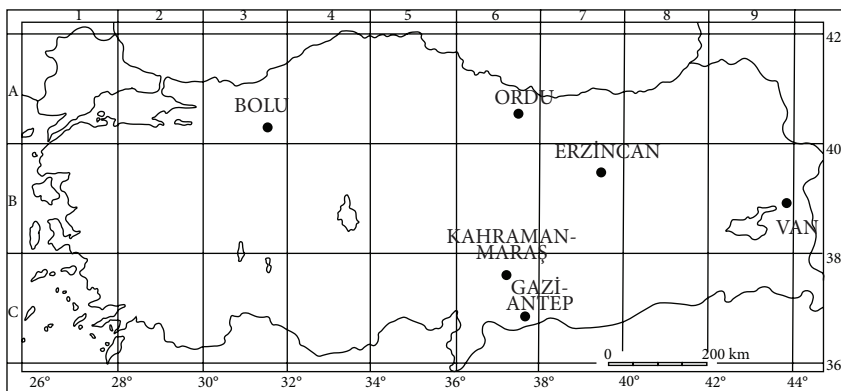 1 2 3 4 5 6 7 8 9
42
A
BOLU
ORDU
40
ERZİNCAN
B
VAN
KAHRAMAN-
MARAŞ
38
GAZİ-
ANTEP
C
0 200 km
36
26° 28° 30° 32° 34° 36° 38° 40° 42° 44°